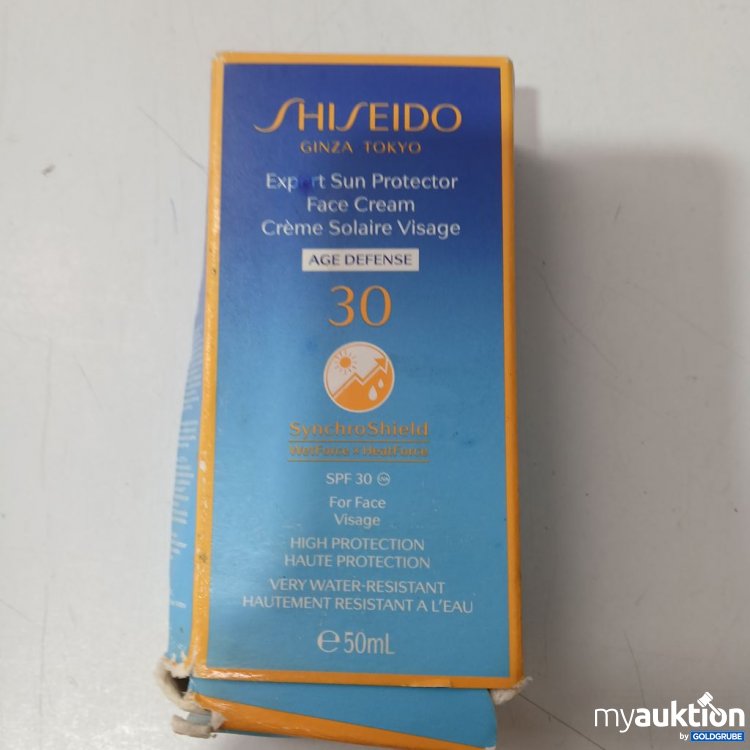 SHISEIDO
GINZA TOKYO
Expert Sun Protector
Face Cream
Crème Solaire Visage
AGE DEFENSE
30
SynchroShield
WetForce × HeatForce
SPF 30 UVA
For Face
Visage
HIGH PROTECTION
HAUTE PROTECTION
VERY WATER-RESISTANT
HAUTEMENT RESISTANT A L'EAU
℮50mL
myauktion
by GOLDGRUBE